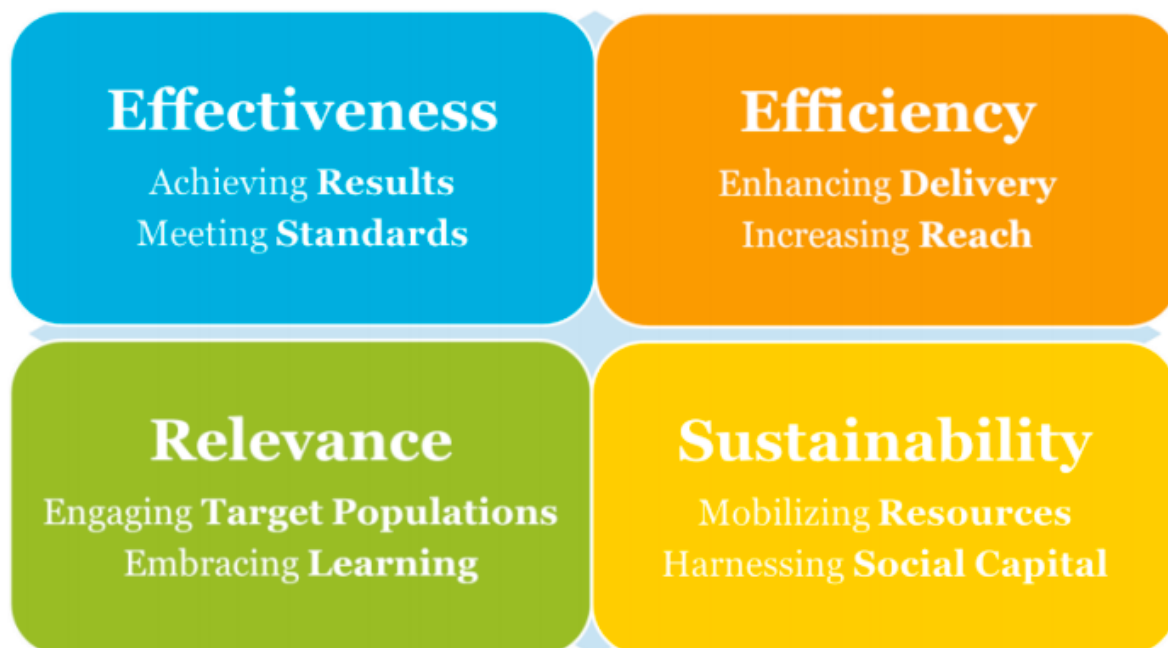 Effectiveness
Achieving Results
Meeting Standards
Efficiency
Enhancing Delivery
Increasing Reach
Relevance
Engaging Target Populations
Embracing Learning
Sustainability
Mobilizing Resources
Harnessing Social Capital